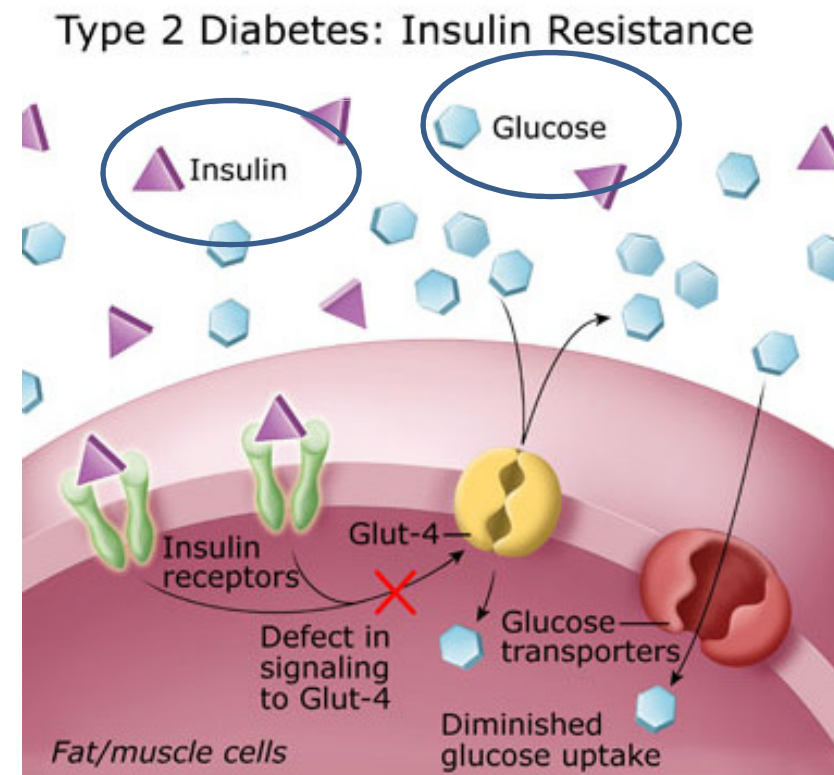 Type 2 Diabetes: Insulin Resistance
Glucose
Insulin
Glut-4
Insulin
receptors
Glucose
transporters
Defect in
signaling
to Glut-4
Diminished
glucose uptake
Fat/muscle cells